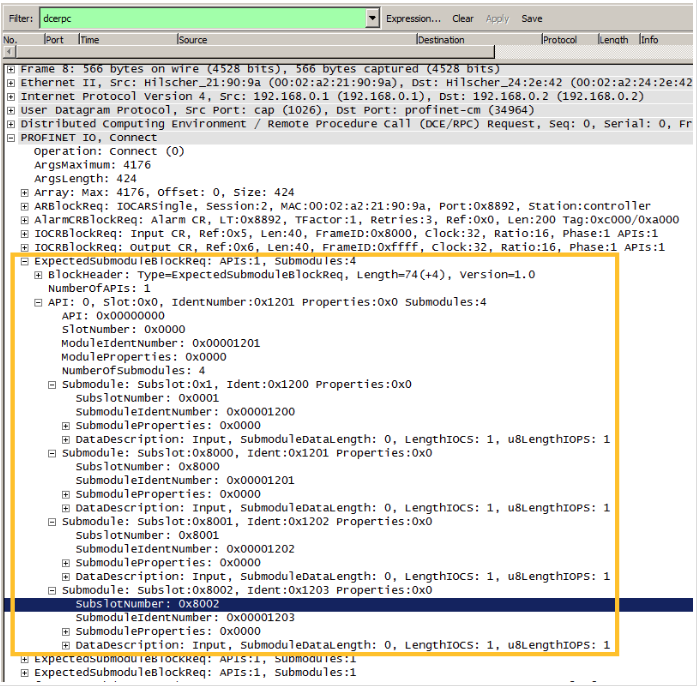 Filter: dcerpc Expression... Clear Apply Save
No. Port Time Source Destination Protocol Length Info
Frame 8: 566 bytes on wire (4528 bits), 566 bytes captured (4528 bits)
Ethernet II, Src: Hilscher_21:90:9a (00:02:a2:21:90:9a), Dst: Hilscher_24:2e:42 (00:02:a2:24:2e:42
Internet Protocol Version 4, Src: 192.168.0.1 (192.168.0.1), Dst: 192.168.0.2 (192.168.0.2)
User Datagram Protocol, Src Port: cap (1026), Dst Port: profinet-cm (34964)
Distributed Computing Environment / Remote Procedure Call (DCE/RPC) Request, Seq: 0, Serial: 0, Fr
PROFINET IO, Connect
Operation: Connect (0)
ArgsMaximum: 4176
ArgsLength: 424
Array: Max: 4176, Offset: 0, Size: 424
ARBlockReq: IOCARSingle, Session:2, MAC:00:02:a2:21:90:9a, Port:0x8892, Station:controller
AlarmCRBlockReq: Alarm CR, LT:0x8892, TFactor:1, Retries:3, Ref:0x0, Len:200 Tag:0xc000/0xa000
IOCRBlockReq: Input CR, Ref:0x5, Len:40, FrameID:0x8000, Clock:32, Ratio:16, Phase:1 APIs:1
IOCRBlockReq: Output CR, Ref:0x6, Len:40, FrameID:0xffff, Clock:32, Ratio:16, Phase:1 APIs:1
ExpectedSubmoduleBlockReq: APIs:1, Submodules:4
BlockHeader: Type=ExpectedSubmoduleBlockReq, Length=74(+4), Version=1.0
NumberOfAPIs: 1
API: 0, Slot:0x0, IdentNumber:0x1201 Properties:0x0 Submodules:4
API: 0x00000000
SlotNumber: 0x0000
ModuleIdentNumber: 0x00001201
ModuleProperties: 0x0000
NumberOfSubmodules: 4
Submodule: Subslot:0x1, Ident:0x1200 Properties:0x0
SubslotNumber: 0x0001
SubmoduleIdentNumber: 0x00001200
SubmoduleProperties: 0x0000
DataDescription: Input, SubmoduleDataLength: 0, LengthIOCS: 1, u8LengthIOPS: 1
Submodule: Subslot:0x8000, Ident:0x1201 Properties:0x0
SubslotNumber: 0x8000
SubmoduleIdentNumber: 0x00001201
SubmoduleProperties: 0x0000
DataDescription: Input, SubmoduleDataLength: 0, LengthIOCS: 1, u8LengthIOPS: 1
Submodule: Subslot:0x8001, Ident:0x1202 Properties:0x0
SubslotNumber: 0x8001
SubmoduleIdentNumber: 0x00001202
SubmoduleProperties: 0x0000
DataDescription: Input, SubmoduleDataLength: 0, LengthIOCS: 1, u8LengthIOPS: 1
Submodule: Subslot:0x8002, Ident:0x1203 Properties:0x0
SubslotNumber: 0x8002
SubmoduleIdentNumber: 0x00001203
SubmoduleProperties: 0x0000
DataDescription: Input, SubmoduleDataLength: 0, LengthIOCS: 1, u8LengthIOPS: 1
ExpectedSubmoduleBlockReq: APIs:1, Submodules:1
ExpectedSubmoduleBlockReq: APIs:1, Submodules:1